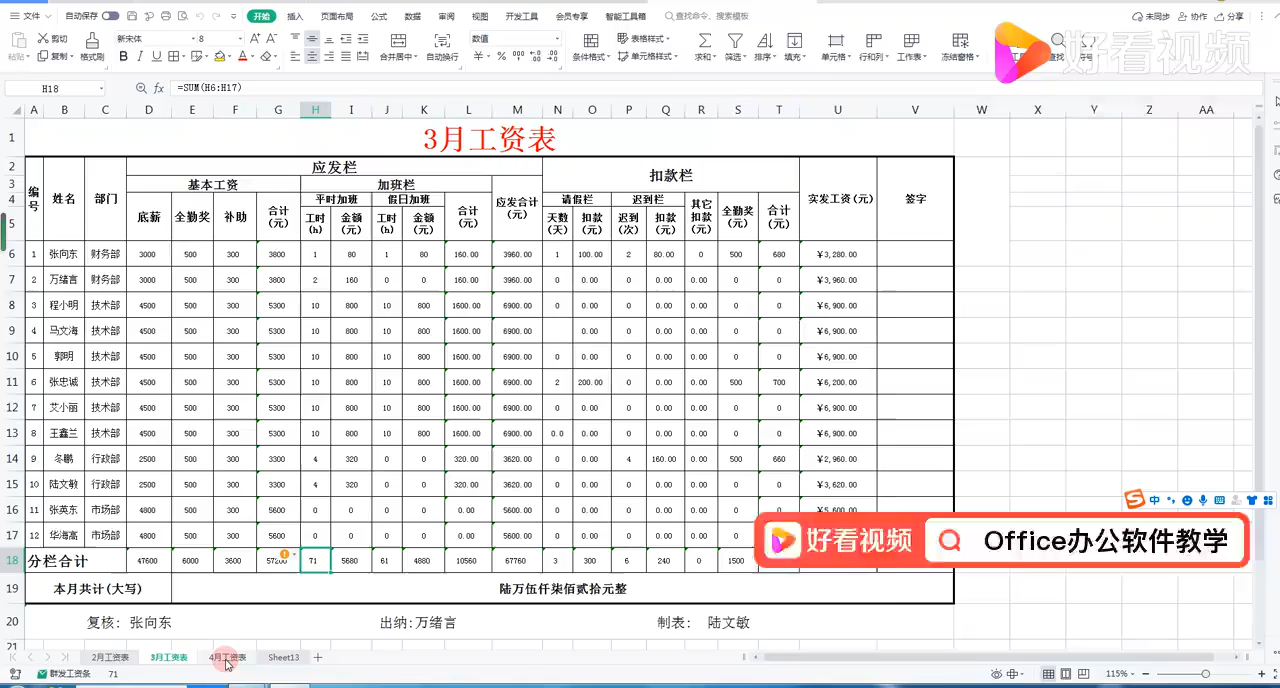 文件 自动保存 开始 插入 页面布局 公式 数据 审阅 视图 开发工具 会员专享 智能工具箱 查找命令、搜索模板 未同步 协作 分享
剪切 新宋体 8 数值 表格样式
粘贴 复制 格式刷 合并居中 自动换行 条件格式 单元格样式 求和 筛选 排序 填充 单元格 行和列 工作表 冻结窗格 查找
好看视频
H18 =SUM(H6:H17)
A B C D E F G H I J K L M N O P Q R S T U V W X Y Z AA
1 3月工资表
2 应发栏 扣款栏
3 基本工资 加班栏
4 平时加班 假日加班 请假栏 迟到栏
5 编号 姓名 部门 底薪 全勤奖 补助 合计(元) 工时(h) 金额(元) 工时(h) 金额(元) 合计(元) 应发合计(元) 天数(天) 扣款(元) 迟到(次) 扣款(元) 其它扣款(元) 全勤奖(元) 合计(元) 实发工资(元) 签字
6 1 张向东 财务部 3000 500 300 3800 1 80 1 80 160.00 3960.00 1 100.00 2 80.00 0 500 680 ¥3,280.00
7 2 万绪言 财务部 3000 500 300 3800 2 160 0 0 160.00 3960.00 0 0.00 0 0.00 0.00 0 0 ¥3,960.00
8 3 程小明 技术部 4500 500 300 5300 10 800 10 800 1600.00 6900.00 0 0.00 0 0.00 0.00 0 0 ¥6,900.00
9 4 马文海 技术部 4500 500 300 5300 10 800 10 800 1600.00 6900.00 0.00 0 0.00 0.00 0 0 ¥6,900.00
10 5 郭明 技术部 4500 500 300 5300 10 800 10 800 1600.00 6900.00 0 0.00 0 0.00 0.00 0 0 ¥6,900.00
11 6 张忠诚 技术部 4500 500 300 5300 10 800 10 800 1600.00 6900.00 2 200.00 0 0.00 0.00 500 700 ¥6,200.00
12 7 艾小丽 技术部 4500 500 300 5300 10 800 10 800 1600.00 6900.00 0 0.00 0 0.00 0.00 0 0 ¥6,900.00
13 8 王鑫兰 技术部 4500 500 300 5300 10 800 10 800 1600.00 6900.00 0.0 0.00 0 0.00 0.00 0 0 ¥6,900.00
14 9 冬鹏 行政部 2500 500 300 3300 4 320 0 0 320.00 3620.00 0 0.00 4 160.00 0.00 500 660 ¥2,960.00
15 10 陆文敏 行政部 2500 500 300 3300 4 320 0 0 320.00 3620.00 0 0.00 0 0.00 0.00 0 0 ¥3,620.00
16 11 张英东 市场部 4800 500 300 5600 0 0 0 0 0.00 5600.00 0 0.00 0 0.00 0.00 0 0 ¥5,600.00
17 12 华海高 市场部 4800 500 300 5600 0 0 0 0 0.00 5600.00
18 分栏合计 47600 6000 3600 57200 71 5680 61 4880 10560 67760 3 300 6 240 0 1500
中
好看视频 Office办公软件教学
19 本月共计(大写) 陆万伍仟柒佰贰拾元整
20 复核: 张向东 出纳:万绪言 制表: 陆文敏
21
2月工资表 3月工资表 4月工资表 Sheet13 +
群发工资条 71 115%